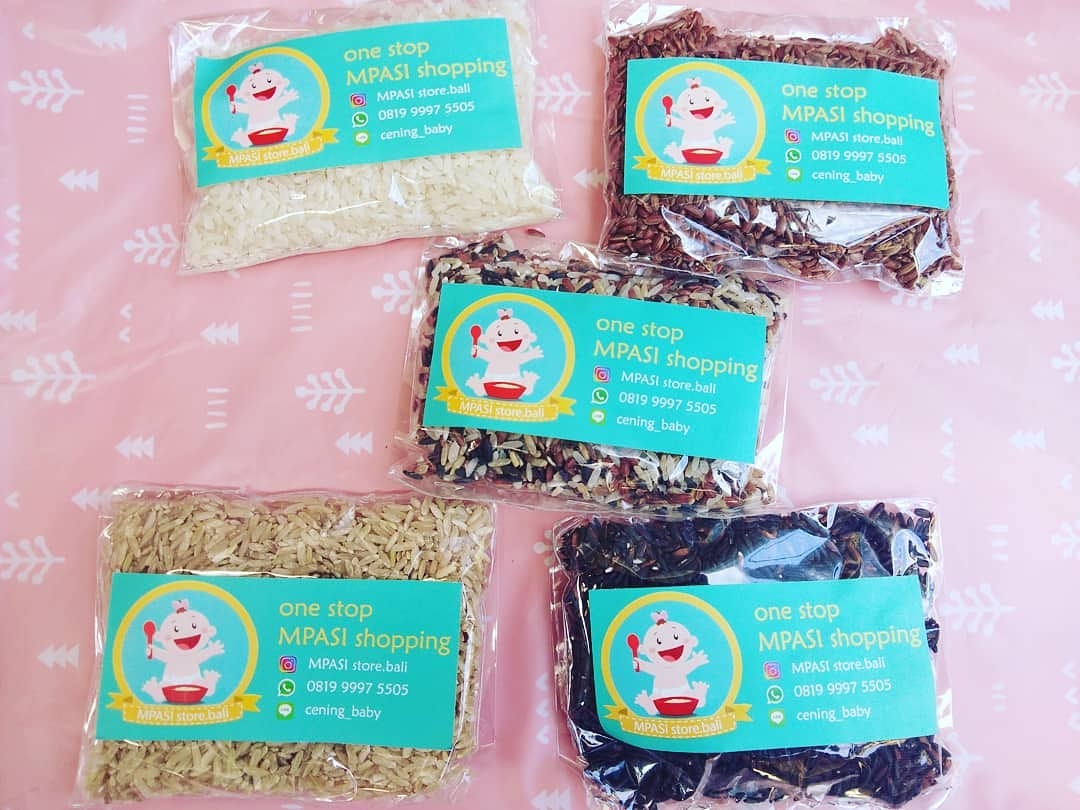 one stop
MPASI shopping
MPASI store.bali
0819 9997 5505
cening_baby
MPASI store.bali
one stop
MPASI shopping
MPASI store.bali
0819 9997 5505
cening_baby
MPASI store.bali
one stop
MPASI shopping
MPASI store.bali
0819 9997 5505
cening_baby
MPASI store.bali
one stop
MPASI shopping
MPASI store.bali
0819 9997 5505
cening_baby
MPASI store.bali
one stop
MPASI shopping
MPASI store.bali
0819 9997 5505
cening_baby
MPASI store.bali